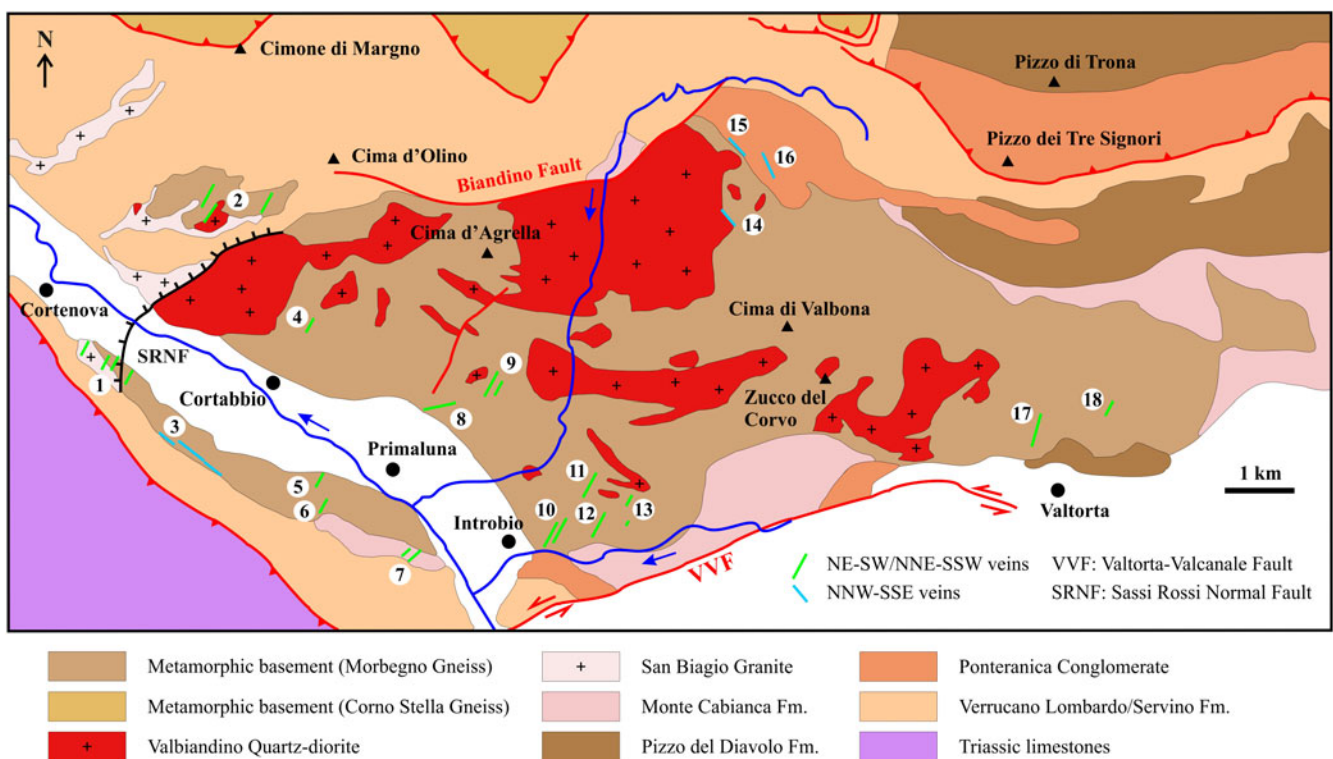 N
Cimone di Margno
Pizzo di Trona
Pizzo dei Tre Signori
15
16
Cima d'Olino
Biandino Fault
2
14
Cima d'Agrella
Cortenova
4
Cima di Valbona
SRNF
1
9
Cortabbio
8
Zucco del
Corvo
17
18
3
Primaluna
11
5
6
10
12
13
1 km
Introbio
Valtorta
7
VVF
NE-SW/NNE-SSW veins
VVF: Valtorta-Valcanale Fault
NNW-SSE veins
SRNF: Sassi Rossi Normal Fault
Metamorphic basement (Morbegno Gneiss)
San Biagio Granite
Ponteranica Conglomerate
Metamorphic basement (Corno Stella Gneiss)
Monte Cabianca Fm.
Verrucano Lombardo/Servino Fm.
Valbiandino Quartz-diorite
Pizzo del Diavolo Fm.
Triassic limestones